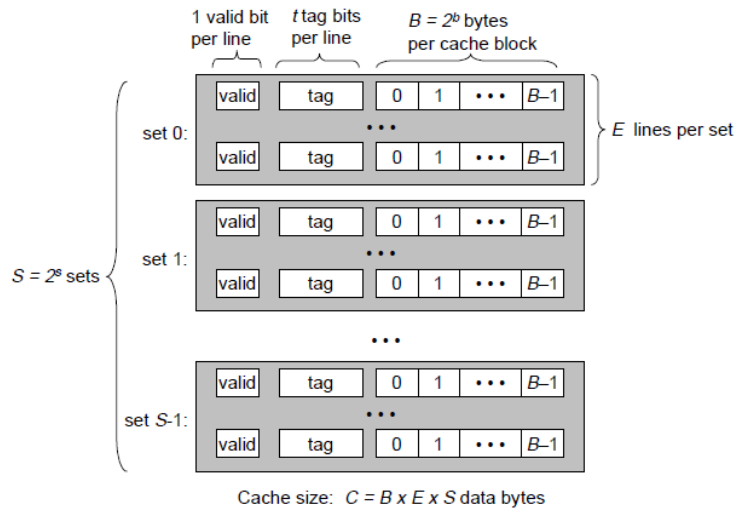 1 valid bit per line
t tag bits per line
B = 2^b bytes per cache block
set 0:
valid tag 0 1 • • • B–1
• • •
valid tag 0 1 • • • B–1
E lines per set
S = 2^s sets
set 1:
valid tag 0 1 • • • B–1
• • •
valid tag 0 1 • • • B–1
• • •
set S-1:
valid tag 0 1 • • • B–1
• • •
valid tag 0 1 • • • B–1
Cache size: C = B x E x S data bytes